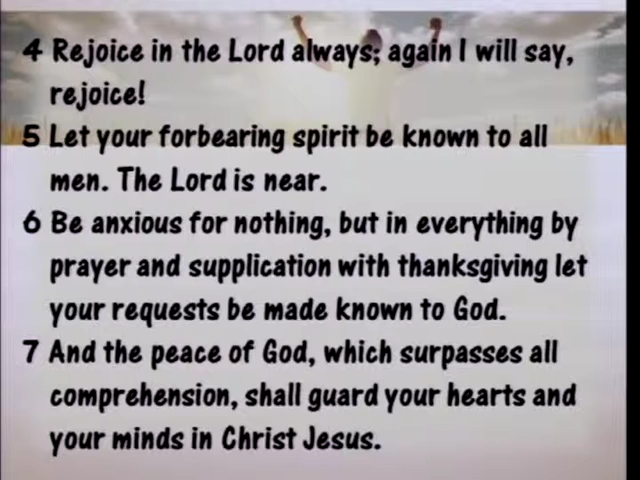 4 Rejoice in the Lord always; again I will say,
rejoice!
5 Let your forbearing spirit be known to all
men. The Lord is near.
6 Be anxious for nothing, but in everything by
prayer and supplication with thanksgiving let
your requests be made known to God.
7 And the peace of God, which surpasses all
comprehension, shall guard your hearts and
your minds in Christ Jesus.